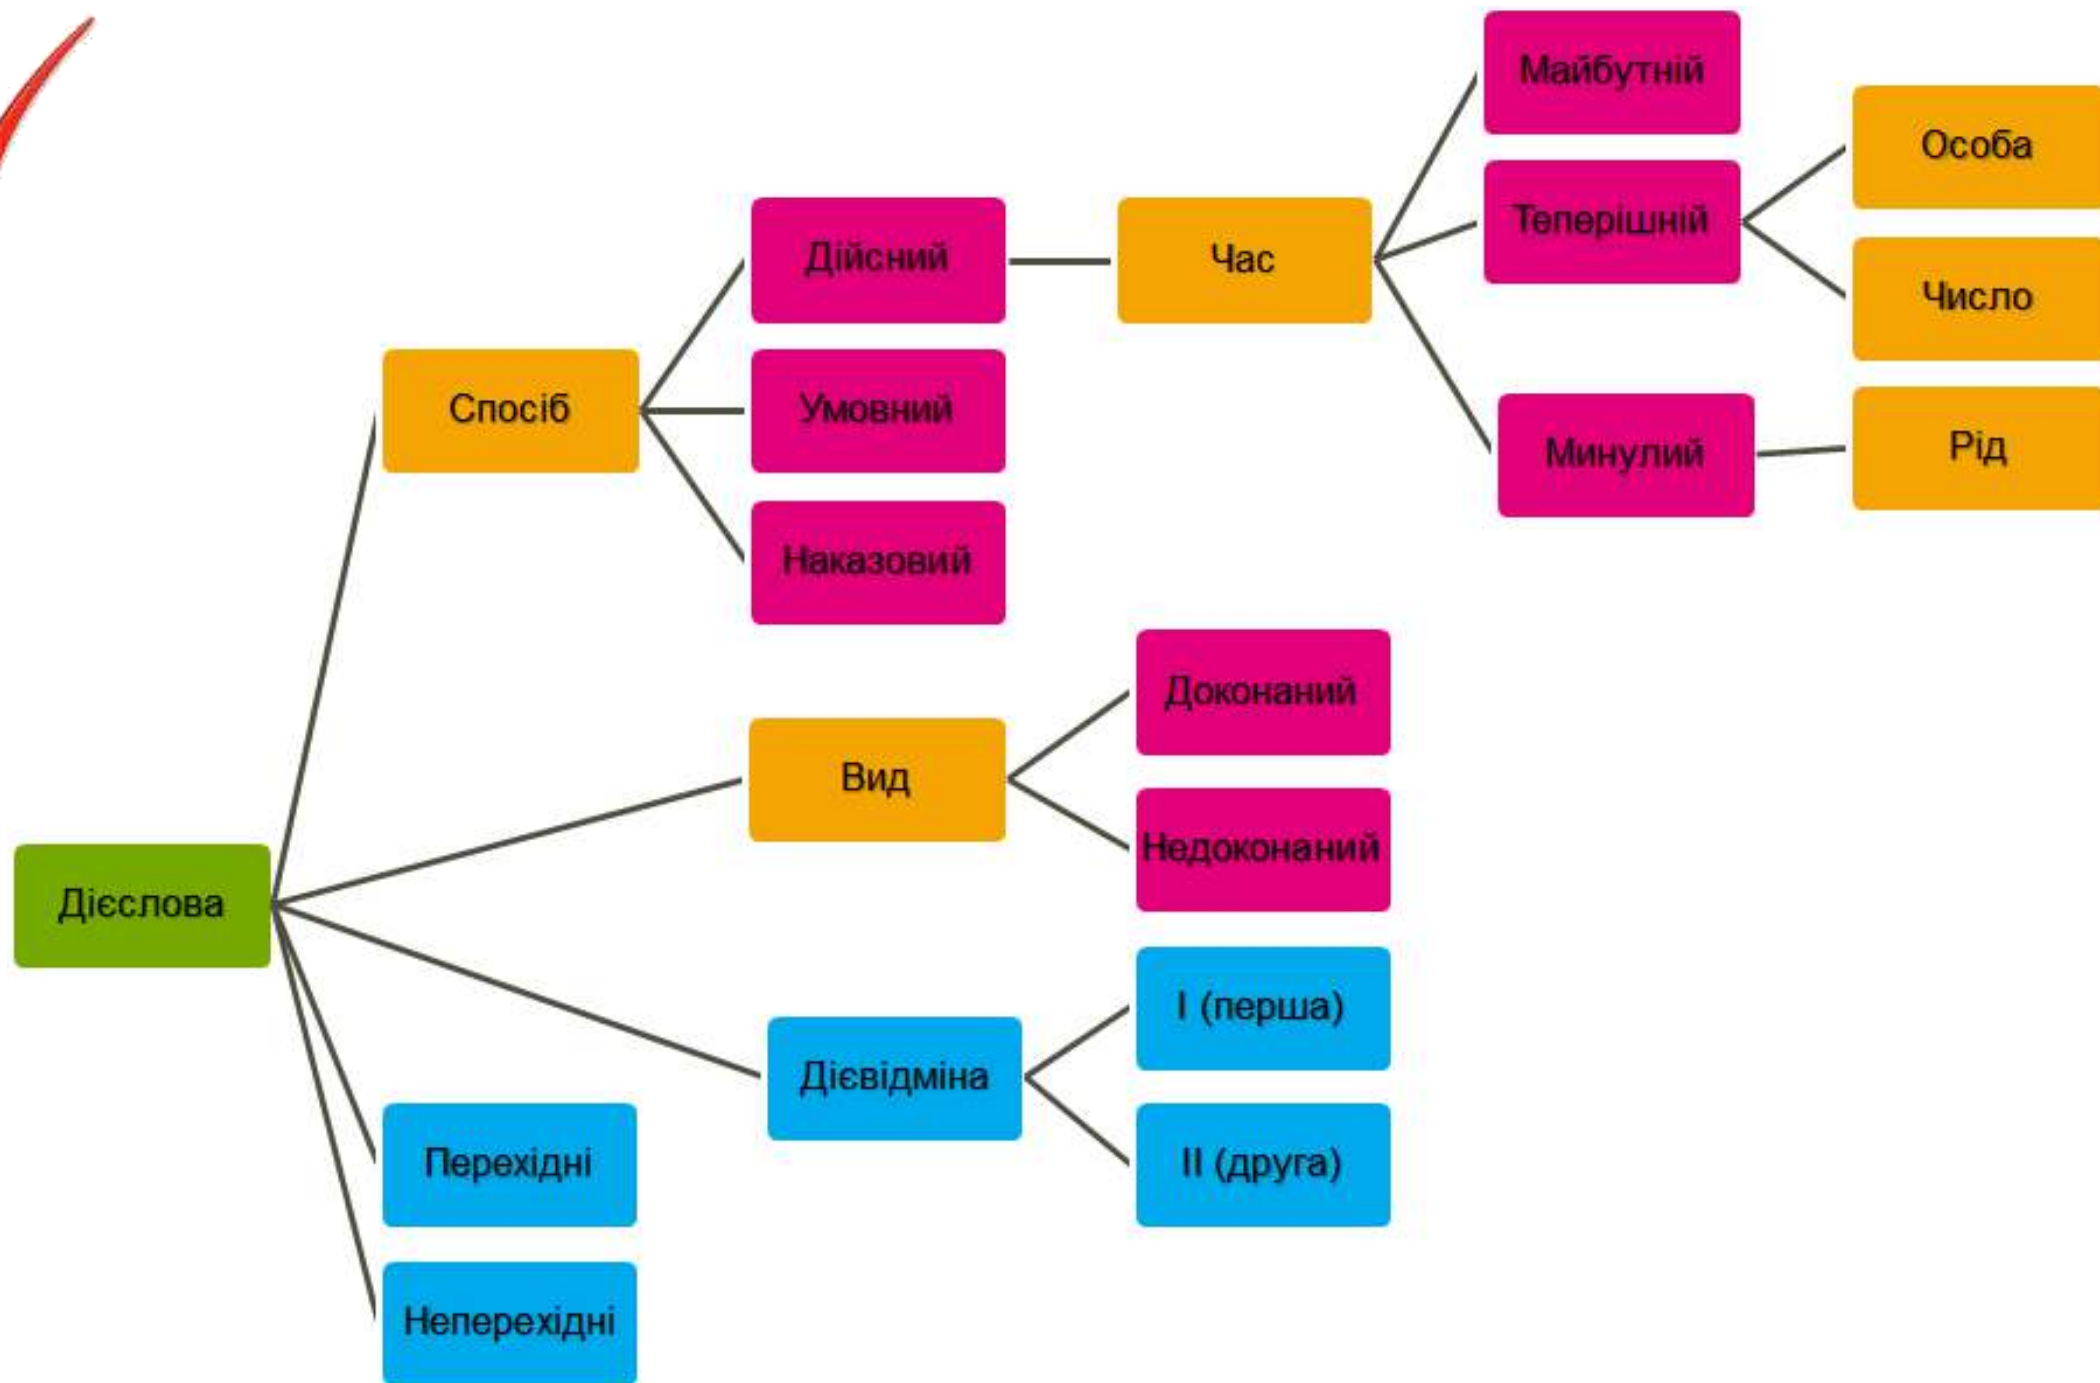 Майбутній
Особа
Теперішній
Дійсний
Час
Число
Спосіб
Умовний
Минулий
Рід
Наказовий
Доконаний
Вид
Недоконаний
Дієслова
І (перша)
Дієвідміна
Перехідні
ІІ (друга)
Неперехідні